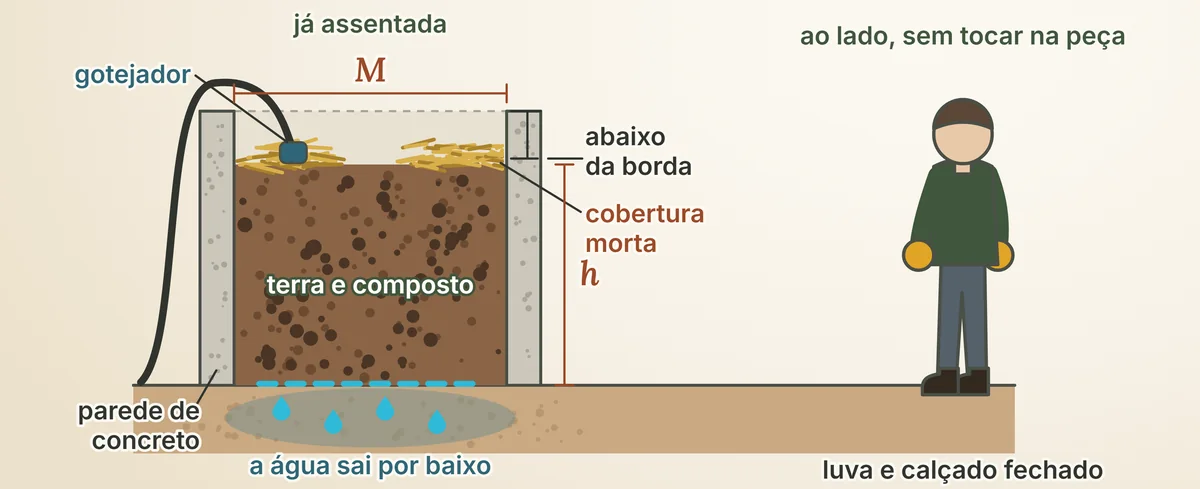 já assentada
ao lado, sem tocar na peça
gotejador
M
abaixo
da borda
cobertura
morta
h
terra e composto
parede de
concreto
a água sai por baixo
luva e calçado fechado